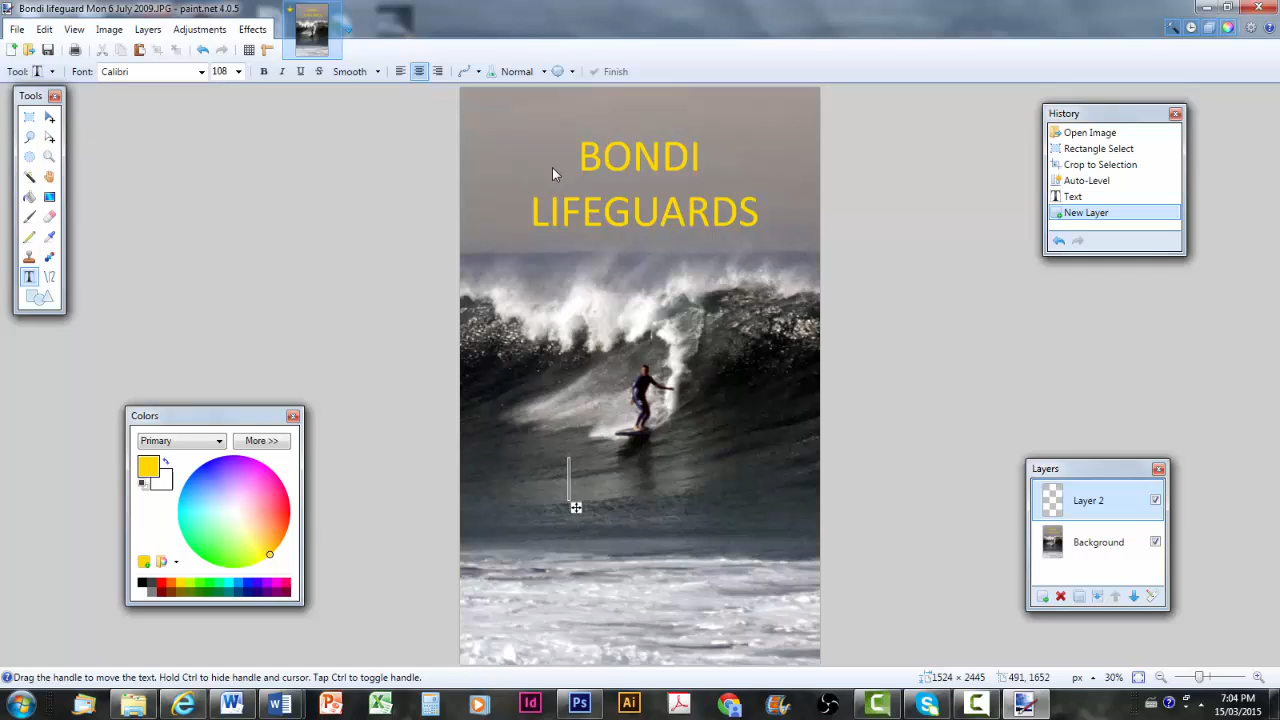 Bondi lifeguard Mon 6 July 2009.JPG - paint.net 4.0.5
File Edit View Image Layers Adjustments Effects
Tool: T Font: Calibri 108 B I U S Smooth Normal Finish
Tools
BONDI
LIFEGUARDS
History
Open Image
Rectangle Select
Crop to Selection
Auto-Level
T Text
New Layer
Colors
Primary More >>
Layers
Layer 2
Background
Drag the handle to move the text. Hold Ctrl to hide handle and cursor. Tap Ctrl to toggle handle. 1524 × 2445 491, 1652 px 30%
W W P X Id Ps Ai C S C
7:04 PM
15/03/2015